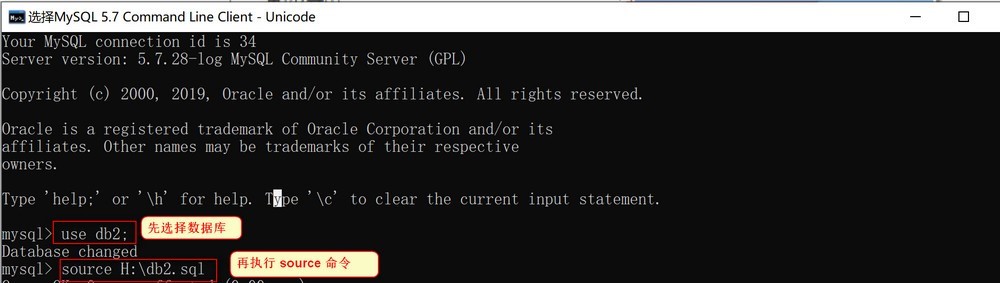 选择MySQL 5.7 Command Line Client - Unicode
Your MySQL connection id is 34
Server version: 5.7.28-log MySQL Community Server (GPL)
Copyright (c) 2000, 2019, Oracle and/or its affiliates. All rights reserved.
Oracle is a registered trademark of Oracle Corporation and/or its
affiliates. Other names may be trademarks of their respective
owners.
Type 'help;' or '\h' for help. Type '\c' to clear the current input statement.
mysql> use db2; 先选择数据库
Database changed
mysql> source H:\db2.sql 再执行 source 命令